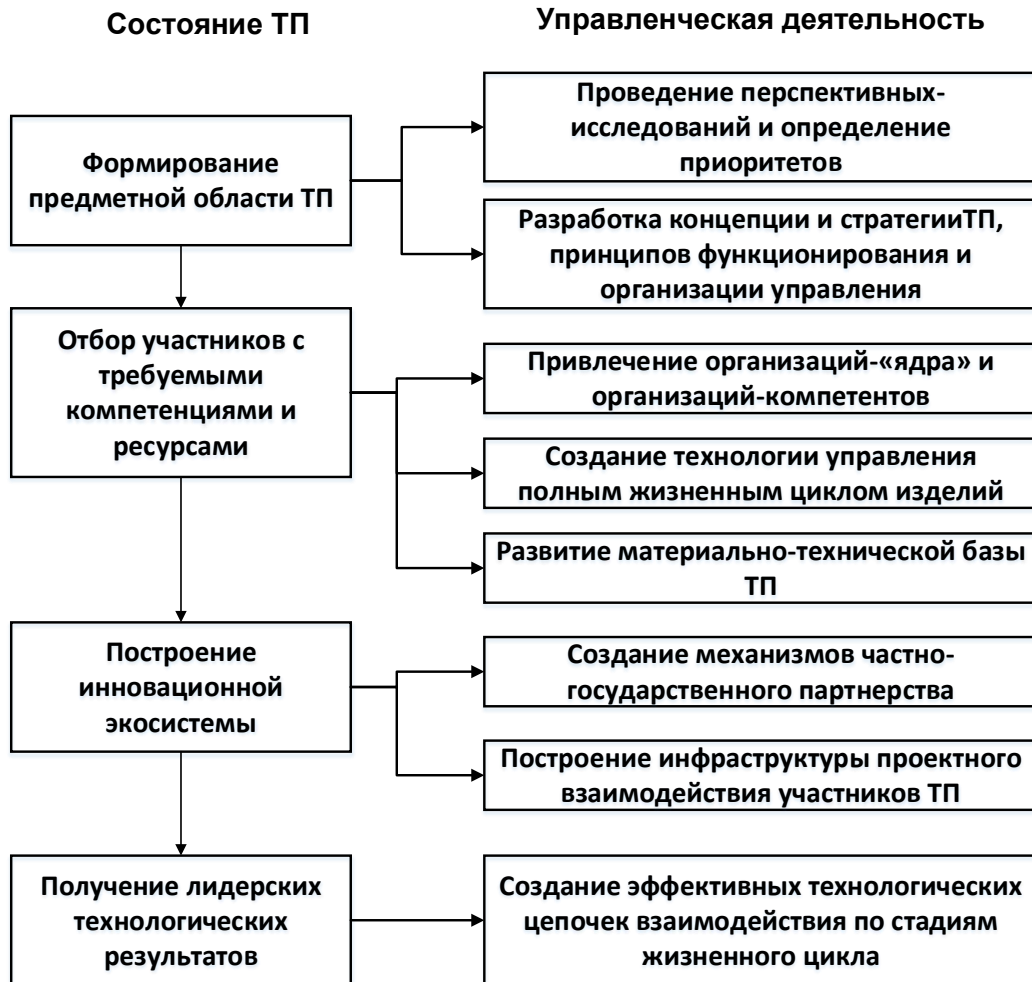 Состояние ТП
Управленческая деятельность
Формирование
предметной области ТП
Проведение перспективных-
исследований и определение
приоритетов
Разработка концепции и стратегииТП,
принципов функционирования и
организации управления
Отбор участников с
требуемыми
компетенциями и
ресурсами
Привлечение организаций-«ядра» и
организаций-компетентов
Создание технологии управления
полным жизненным циклом изделий
Развитие материально-технической базы
ТП
Построение
инновационной
экосистемы
Создание механизмов частно-
государственного партнерства
Построение инфраструктуры проектного
взаимодействия участников ТП
Получение лидерских
технологических
результатов
Создание эффективных технологических
цепочек взаимодействия по стадиям
жизненного цикла